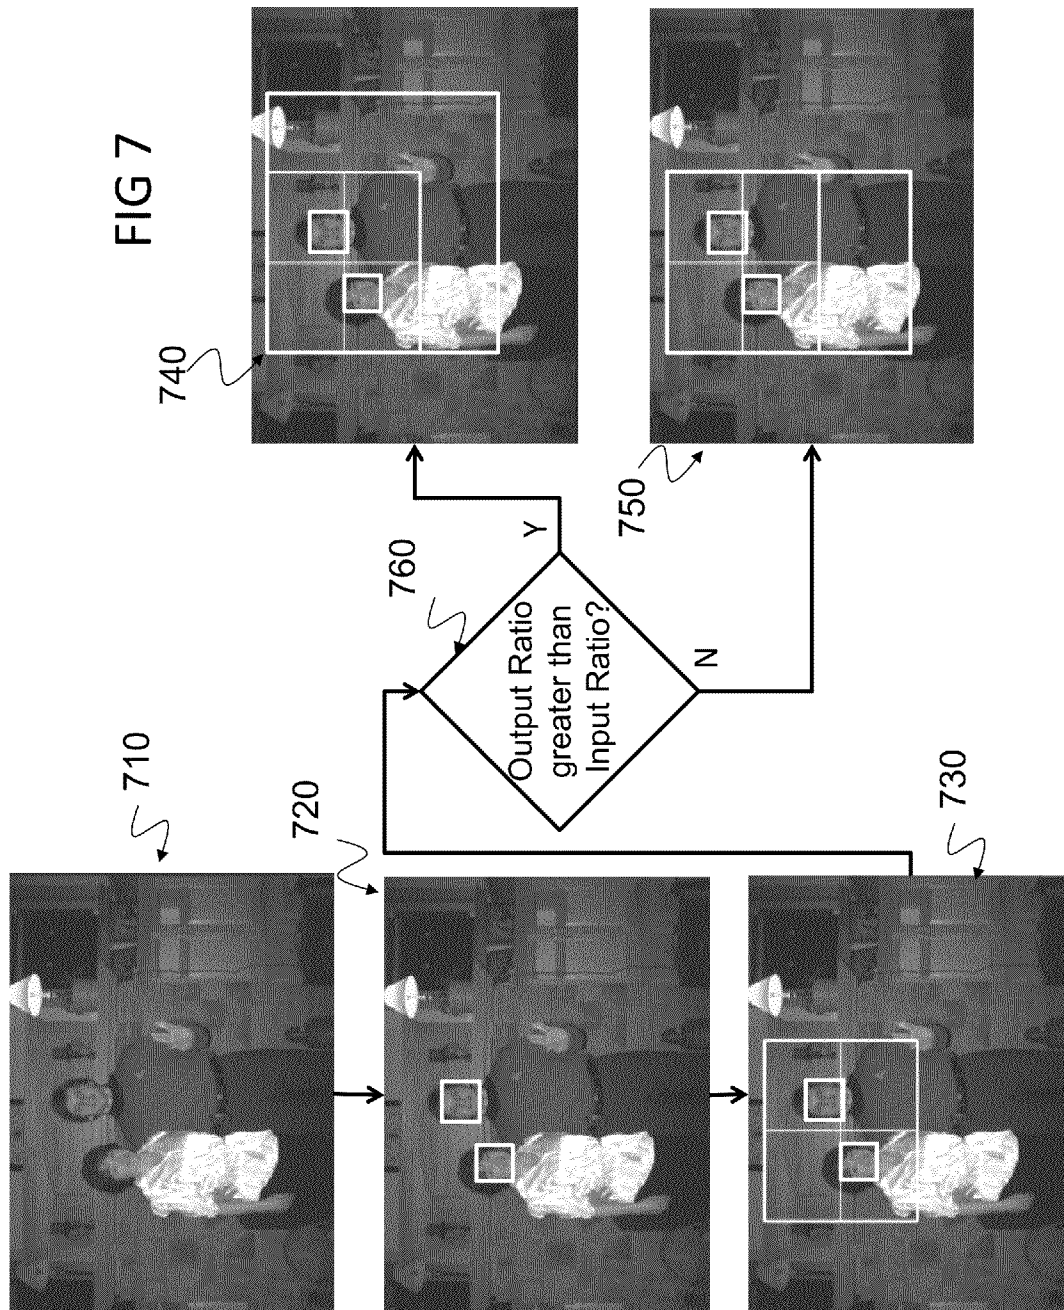 FIG 7
710
720
730
740
750
760
Output Ratio
greater than
Input Ratio?
Y
N